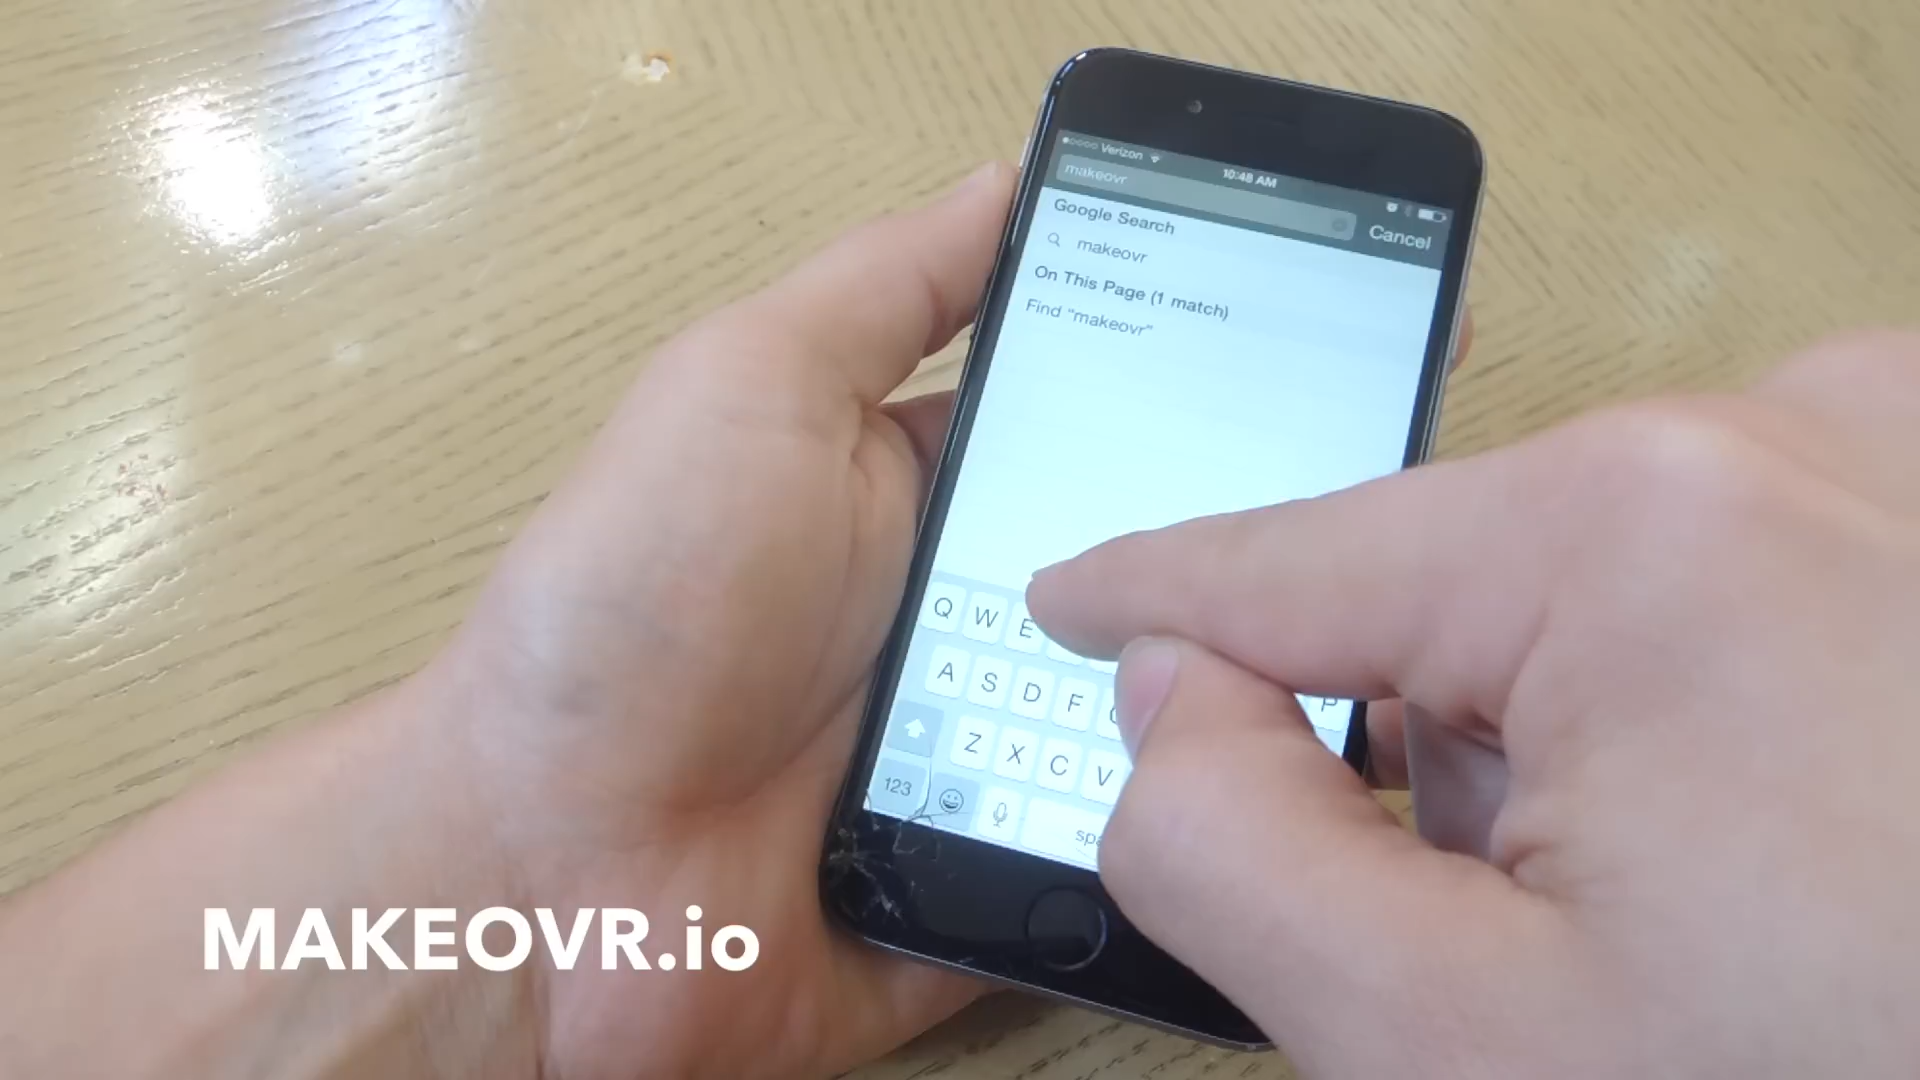 Verizon
10:48 AM
makeovr
Cancel
Google Search
makeovr
On This Page (1 match)
Find "makeovr"
Q W E
P
A S D F
Z X C V
123
MAKEOVR.io